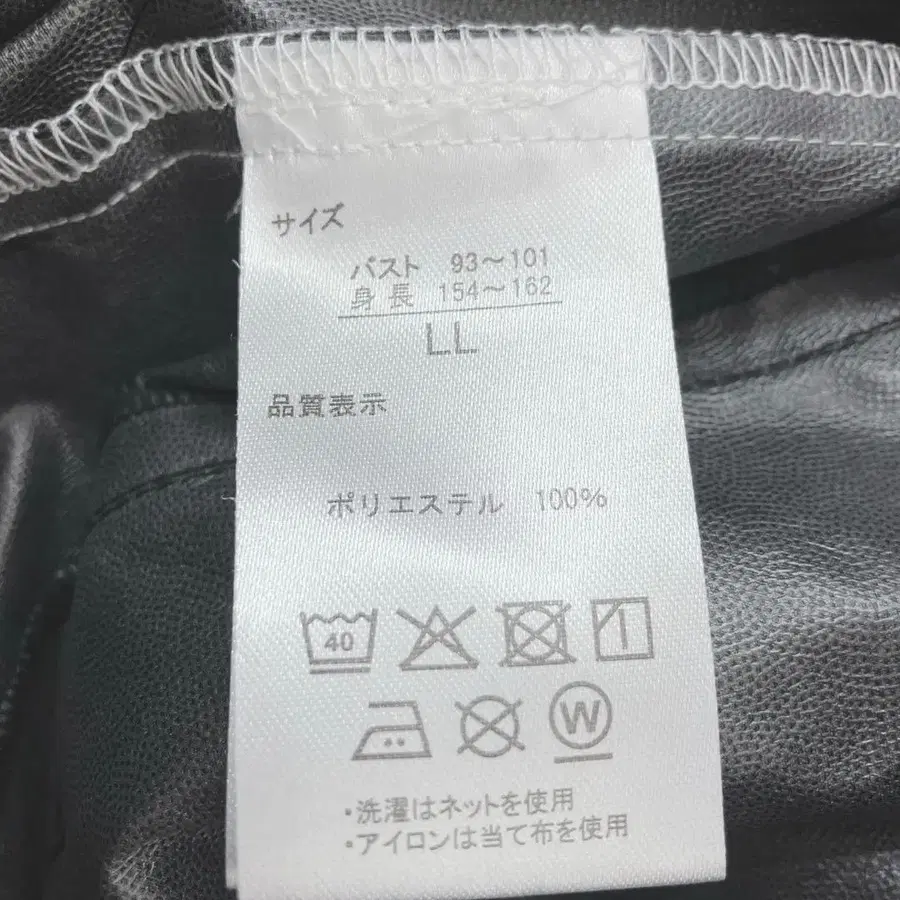 サイズ
バスト 93～101
身長 154～162
LL
品質表示
ポリエステル 100%
40
W
・洗濯はネットを使用
・アイロンは当て布を使用